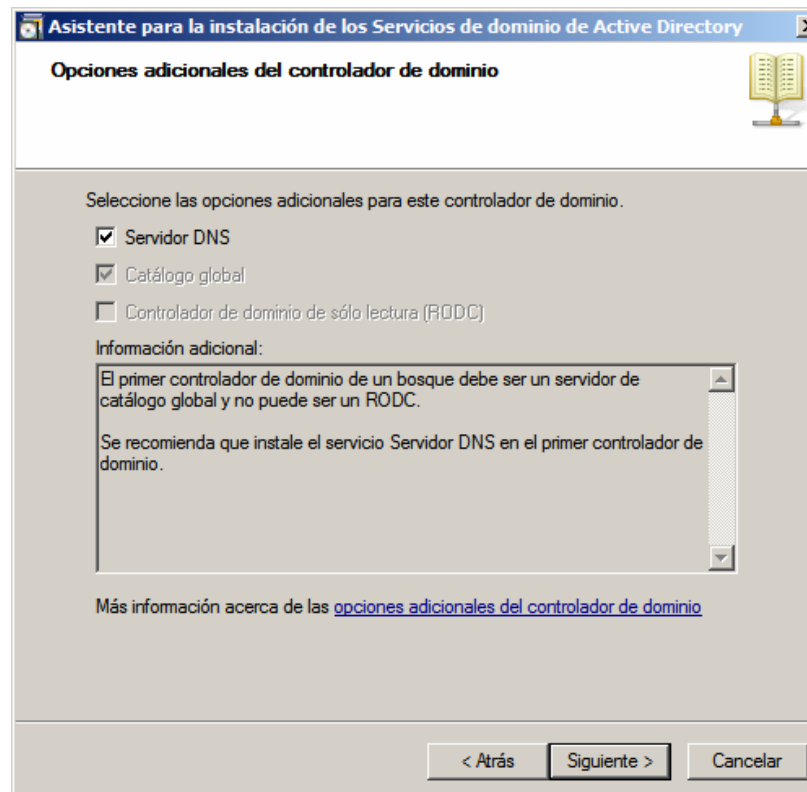 Asistente para la instalación de los Servicios de dominio de Active Directory
Opciones adicionales del controlador de dominio
Seleccione las opciones adicionales para este controlador de dominio.
Servidor DNS
Catálogo global
Controlador de dominio de sólo lectura (RODC)
Información adicional:
El primer controlador de dominio de un bosque debe ser un servidor de
catálogo global y no puede ser un RODC.
Se recomienda que instale el servicio Servidor DNS en el primer controlador de
dominio.
Más información acerca de las opciones adicionales del controlador de dominio
< Atrás
Siguiente >
Cancelar